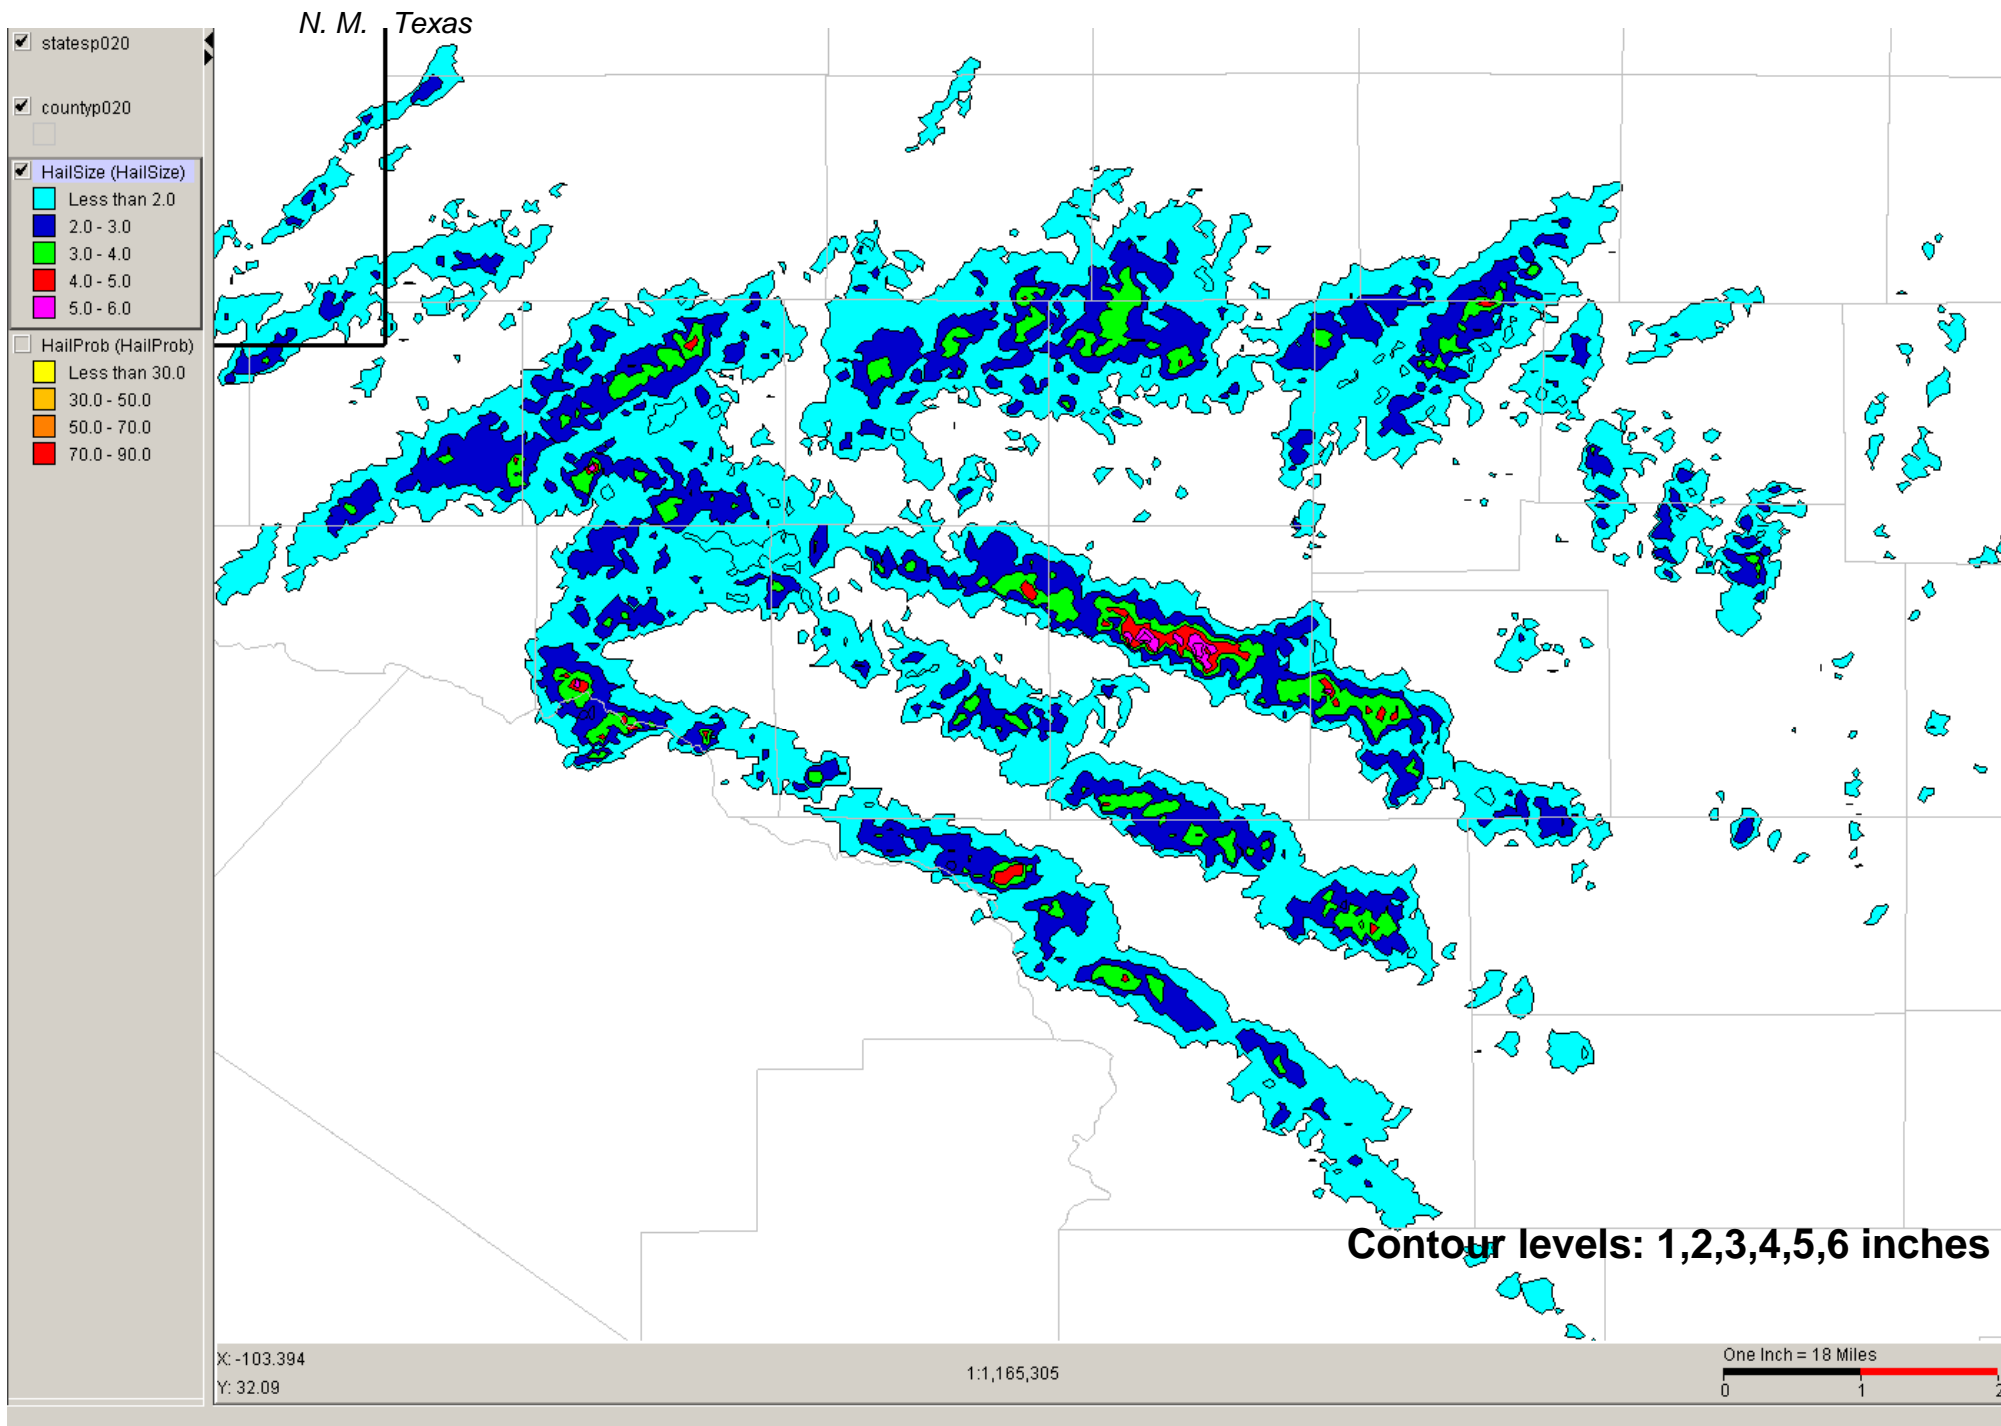 N. M. Texas
statesp020
countyp020
HailSize (HailSize)
Less than 2.0
2.0 - 3.0
3.0 - 4.0
4.0 - 5.0
5.0 - 6.0
HailProb (HailProb)
Less than 30.0
30.0 - 50.0
50.0 - 70.0
70.0 - 90.0
Contour levels: 1,2,3,4,5,6 inches
X: -103.394
Y: 32.09
1:1,165,305
One Inch = 18 Miles
0 1 2